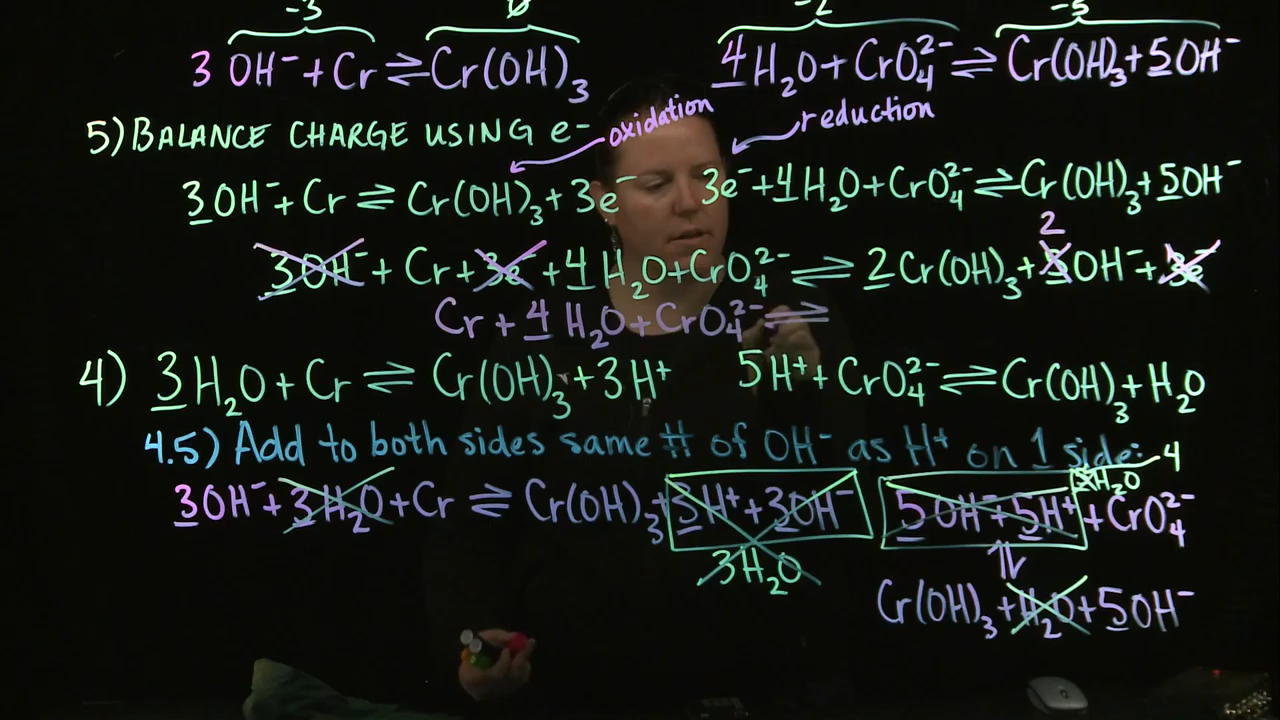 -3 0 -2 -5
3 OH⁻ + Cr ⇌ Cr(OH)₃ 4 H₂O + CrO₄²⁻ ⇌ Cr(OH)₃ + 5 OH⁻
5) BALANCE CHARGE USING e- oxidation reduction
3 OH⁻ + Cr ⇌ Cr(OH)₃ + 3e⁻ 3e⁻ + 4 H₂O + CrO₄²⁻ ⇌ Cr(OH)₃ + 5 OH⁻
2
3 OH⁻ + Cr + 3e⁻ + 4 H₂O + CrO₄²⁻ ⇌ 2 Cr(OH)₃ + 5 OH⁻ + 3e⁻
Cr + 4 H₂O + CrO₄²⁻ ⇌
4) 3 H₂O + Cr ⇌ Cr(OH)₃ + 3 H⁺ 5 H⁺ + CrO₄²⁻ ⇌ Cr(OH)₃ + H₂O
4.5) Add to both sides same # of OH⁻ as H⁺ on 1 side:
4
H₂O
3 OH⁻ + 3 H₂O + Cr ⇌ Cr(OH)₃ + 3 H⁺ + 3 OH⁻ 5 OH⁻ + 5 H⁺ + CrO₄²⁻
3 H₂O ⇌
Cr(OH)₃ + H₂O + 5 OH⁻